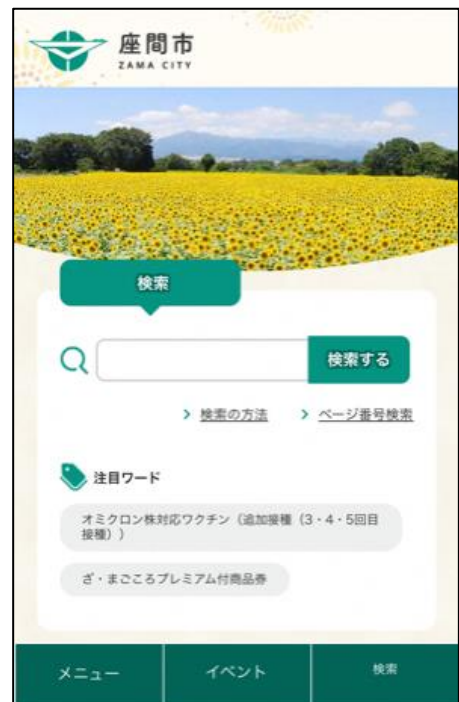 座間市
ZAMA CITY
検索
検索する
検索の方法
ページ番号検索
注目ワード
オミクロン株対応ワクチン（追加接種（3・4・5回目
接種））
ざ・まごころプレミアム付商品券
メニュー
イベント
検索